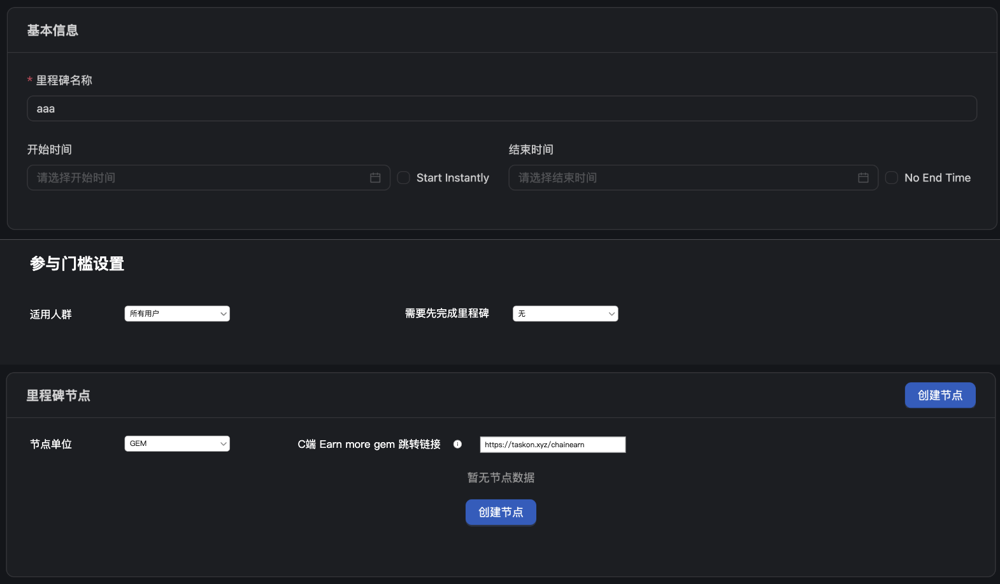 基本信息
* 里程碑名称
aaa
开始时间 结束时间
请选择开始时间 Start Instantly 请选择结束时间 No End Time
参与门槛设置
适用人群 所有用户 需要先完成里程碑 无
里程碑节点 创建节点
节点单位 GEM C端 Earn more gem 跳转链接 https://taskon.xyz/chainearn
暂无节点数据
创建节点